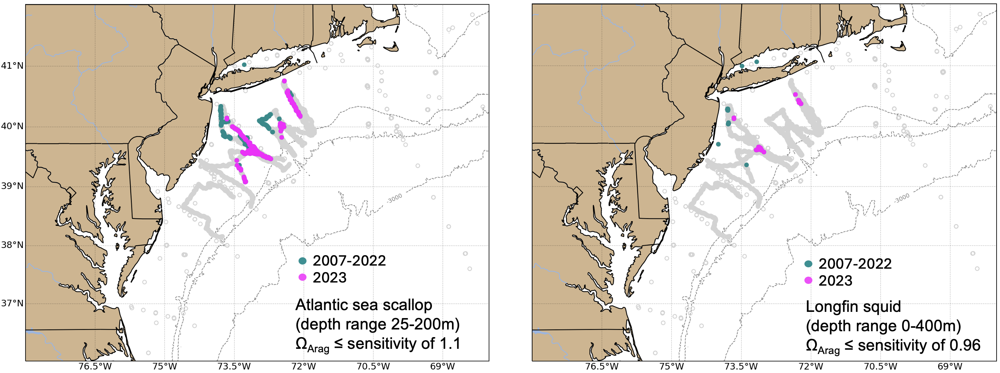 41°N
40°N
39°N
38°N
37°N
-3000
2007-2022
2023
Atlantic sea scallop
(depth range 25-200m)
ΩArag ≤ sensitivity of 1.1
76.5°W 75°W 73.5°W 72°W 70.5°W 69°W
-3000
2007-2022
2023
Longfin squid
(depth range 0-400m)
ΩArag ≤ sensitivity of 0.96
76.5°W 75°W 73.5°W 72°W 70.5°W 69°W